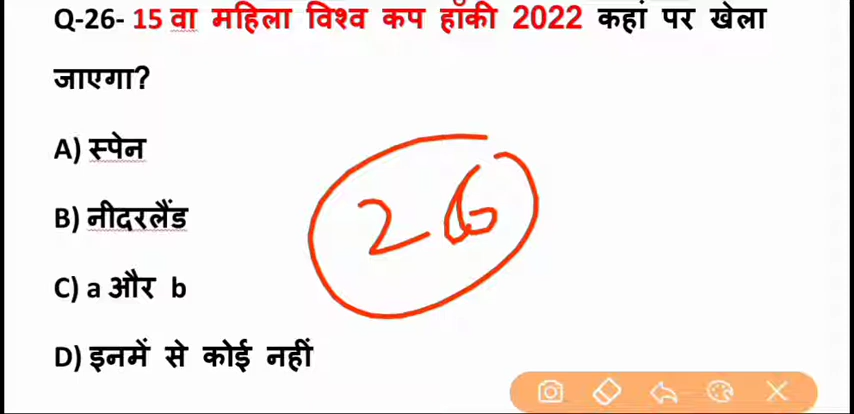 Q-26- 15 वा महिला विश्व कप हॉकी 2022 कहां पर खेला
जाएगा?
A) स्पेन
B) नीदरलैंड
26
C) a और b
D) इनमें से कोई नहीं